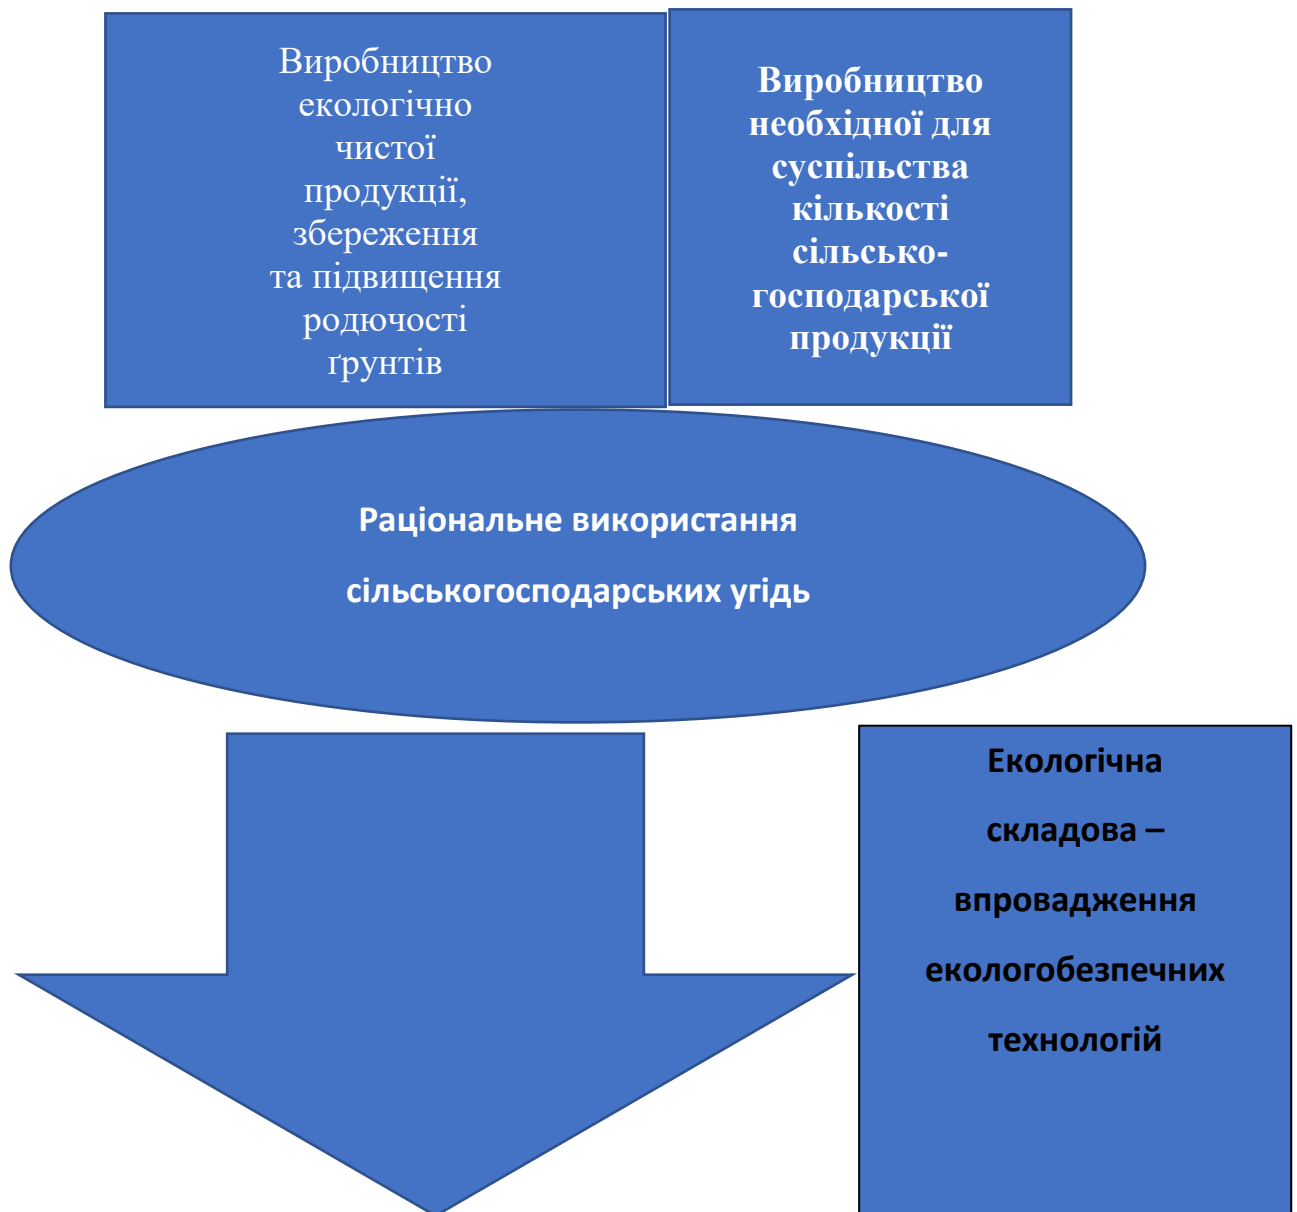 Виробництво
екологічно
чистої
продукції,
збереження
та підвищення
родючості
ґрунтів
Виробництво
необхідної для
суспільства
кількості
сільсько-
господарської
продукції
Раціональне використання
сільськогосподарських угідь
Екологічна
складова –
впровадження
екологобезпечних
технологій